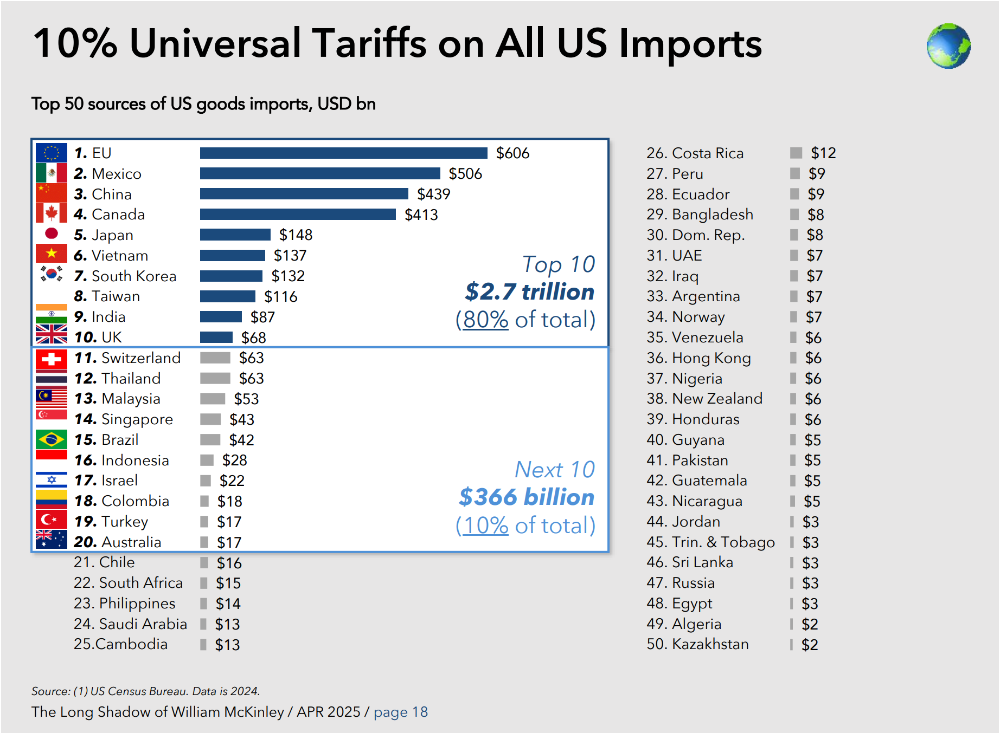 10% Universal Tariffs on All US Imports
Top 50 sources of US goods imports, USD bn
1. EU $606
2. Mexico $506
3. China $439
4. Canada $413
5. Japan $148
6. Vietnam $137
7. South Korea $132
8. Taiwan $116
9. India $87
10. UK $68
Top 10
$2.7 trillion
(80% of total)
11. Switzerland $63
12. Thailand $63
13. Malaysia $53
14. Singapore $43
15. Brazil $42
16. Indonesia $28
17. Israel $22
18. Colombia $18
19. Turkey $17
20. Australia $17
Next 10
$366 billion
(10% of total)
21. Chile $16
22. South Africa $15
23. Philippines $14
24. Saudi Arabia $13
25.Cambodia $13
26. Costa Rica $12
27. Peru $9
28. Ecuador $9
29. Bangladesh $8
30. Dom. Rep. $8
31. UAE $7
32. Iraq $7
33. Argentina $7
34. Norway $7
35. Venezuela $6
36. Hong Kong $6
37. Nigeria $6
38. New Zealand $6
39. Honduras $6
40. Guyana $5
41. Pakistan $5
42. Guatemala $5
43. Nicaragua $5
44. Jordan $3
45. Trin. & Tobago $3
46. Sri Lanka $3
47. Russia $3
48. Egypt $3
49. Algeria $2
50. Kazakhstan $2
Source: (1) US Census Bureau. Data is 2024.
The Long Shadow of William McKinley / APR 2025 / page 18